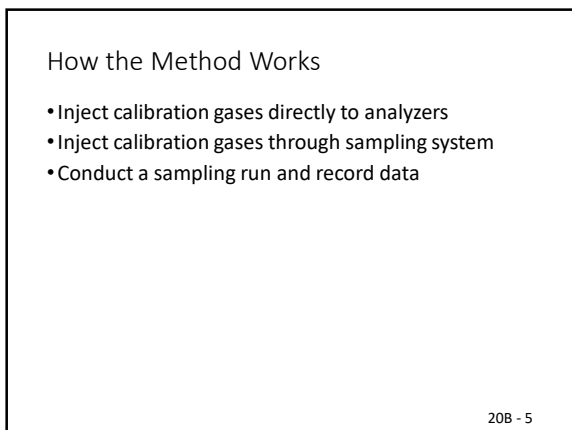 How the Method Works
•Inject calibration gases directly to analyzers
•Inject calibration gases through sampling system
•Conduct a sampling run and record data
20B - 5